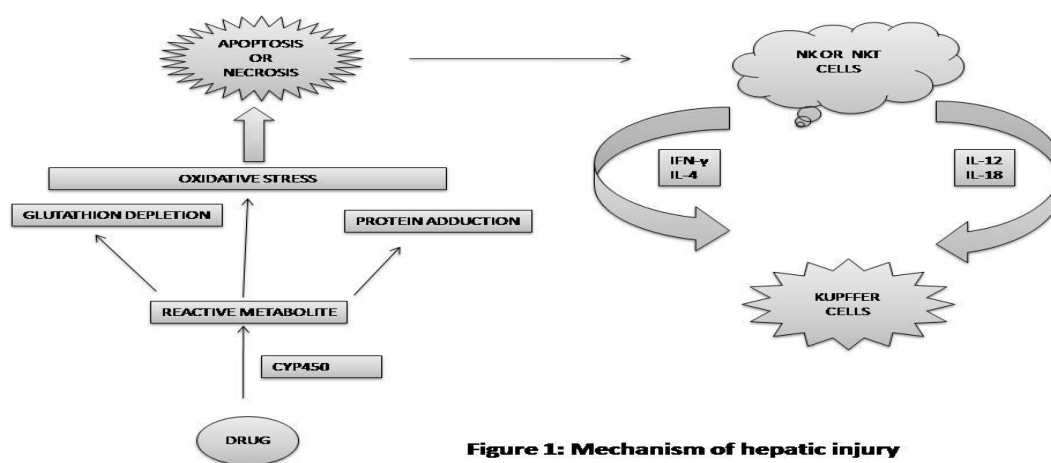 APOPTOSIS
OR
NECROSIS
NK OR NKT
CELLS
IFN-γ
IL-4
IL-12
IL-18
OXIDATIVE STRESS
GLUTATHION DEPLETION
PROTEIN ADDUCTION
REACTIVE METABOLITE
KUPFFER
CELLS
CYP450
DRUG
Figure 1: Mechanism of hepatic injury